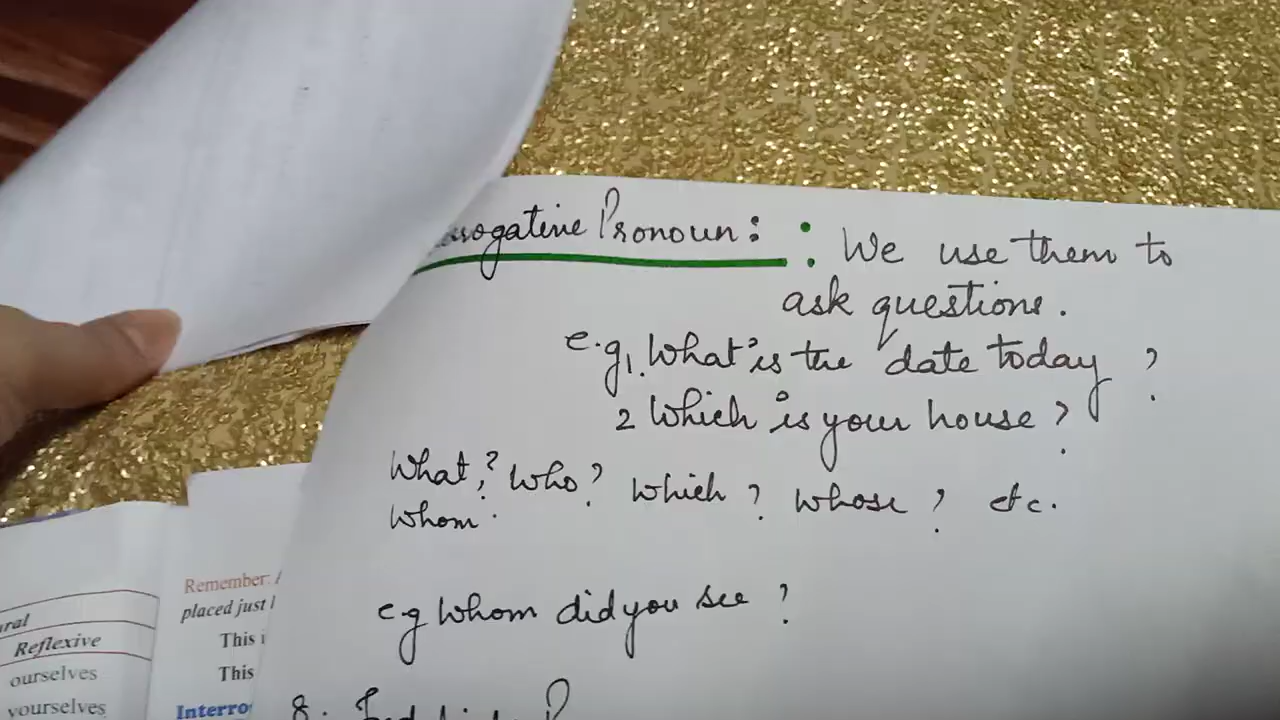 Pronoun: : We use them to
ask questions.
e.g 1. What's is the date today ?
2 Which is your house ?
What, ? Who ? Which ? Whose ? etc.
Whom.
e.g Whom did you see ?
8.
Reflexive
ourselves
yourselves
Remember:
placed just
This
This